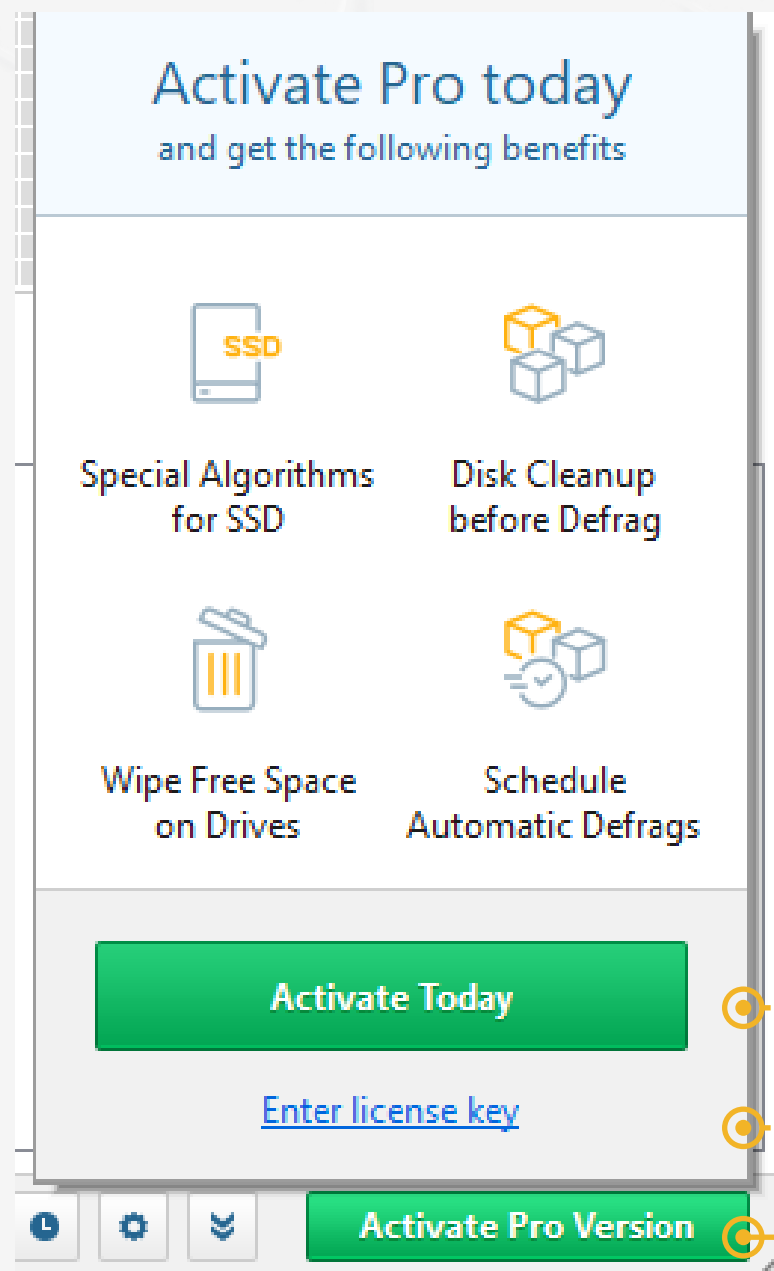 Activate Pro today
and get the following benefits
SSD
Special Algorithms
for SSD
Disk Cleanup
before Defrag
Wipe Free Space
on Drives
Schedule
Automatic Defrags
Activate Today
Enter license key
Activate Pro Version